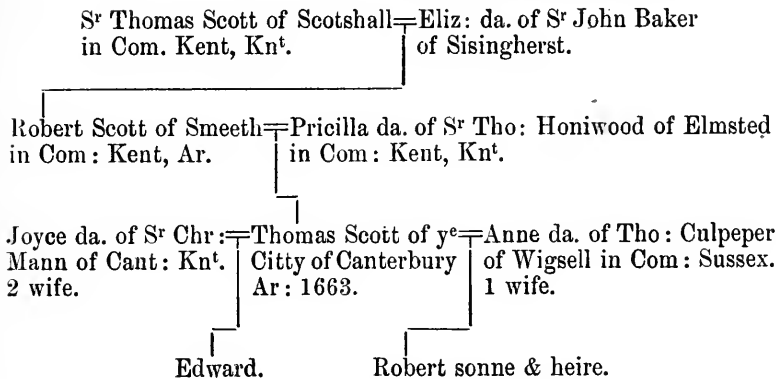 Sʳ Thomas Scott of Scotshall Eliz: da. of Sʳ John Baker
in Com. Kent, Knᵗ. of Sisingherst.
Robert Scott of Smeeth Pricilla da. of Sʳ Tho: Honiwood of Elmsted
in Com: Kent, Ar. in Com: Kent, Knᵗ.
Joyce da. of Sʳ Chr: Thomas Scott of yᵉ Anne da. of Tho: Culpeper
Mann of Cant: Knᵗ. Citty of Canterbury of Wigsell in Com: Sussex.
2 wife. Ar: 1663. 1 wife.
Edward. Robert sonne & heire.